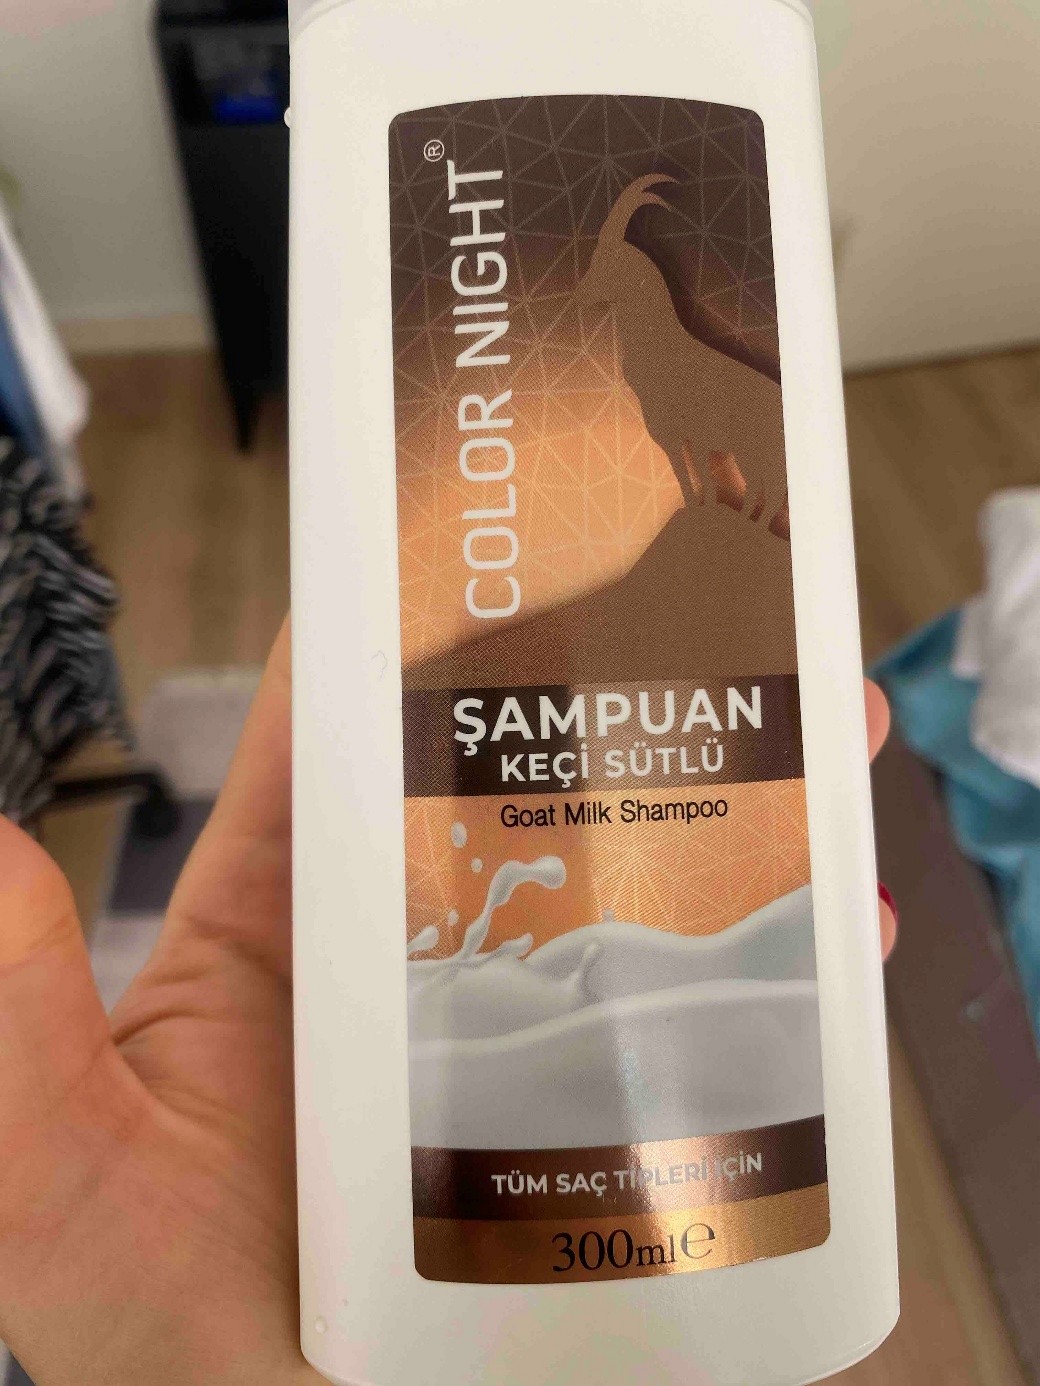 COLOR NIGHT®
ŞAMPUAN
KEÇİ SÜTLÜ
Goat Milk Shampoo
TÜM SAÇ TİPLERİ İÇİN
300ml℮